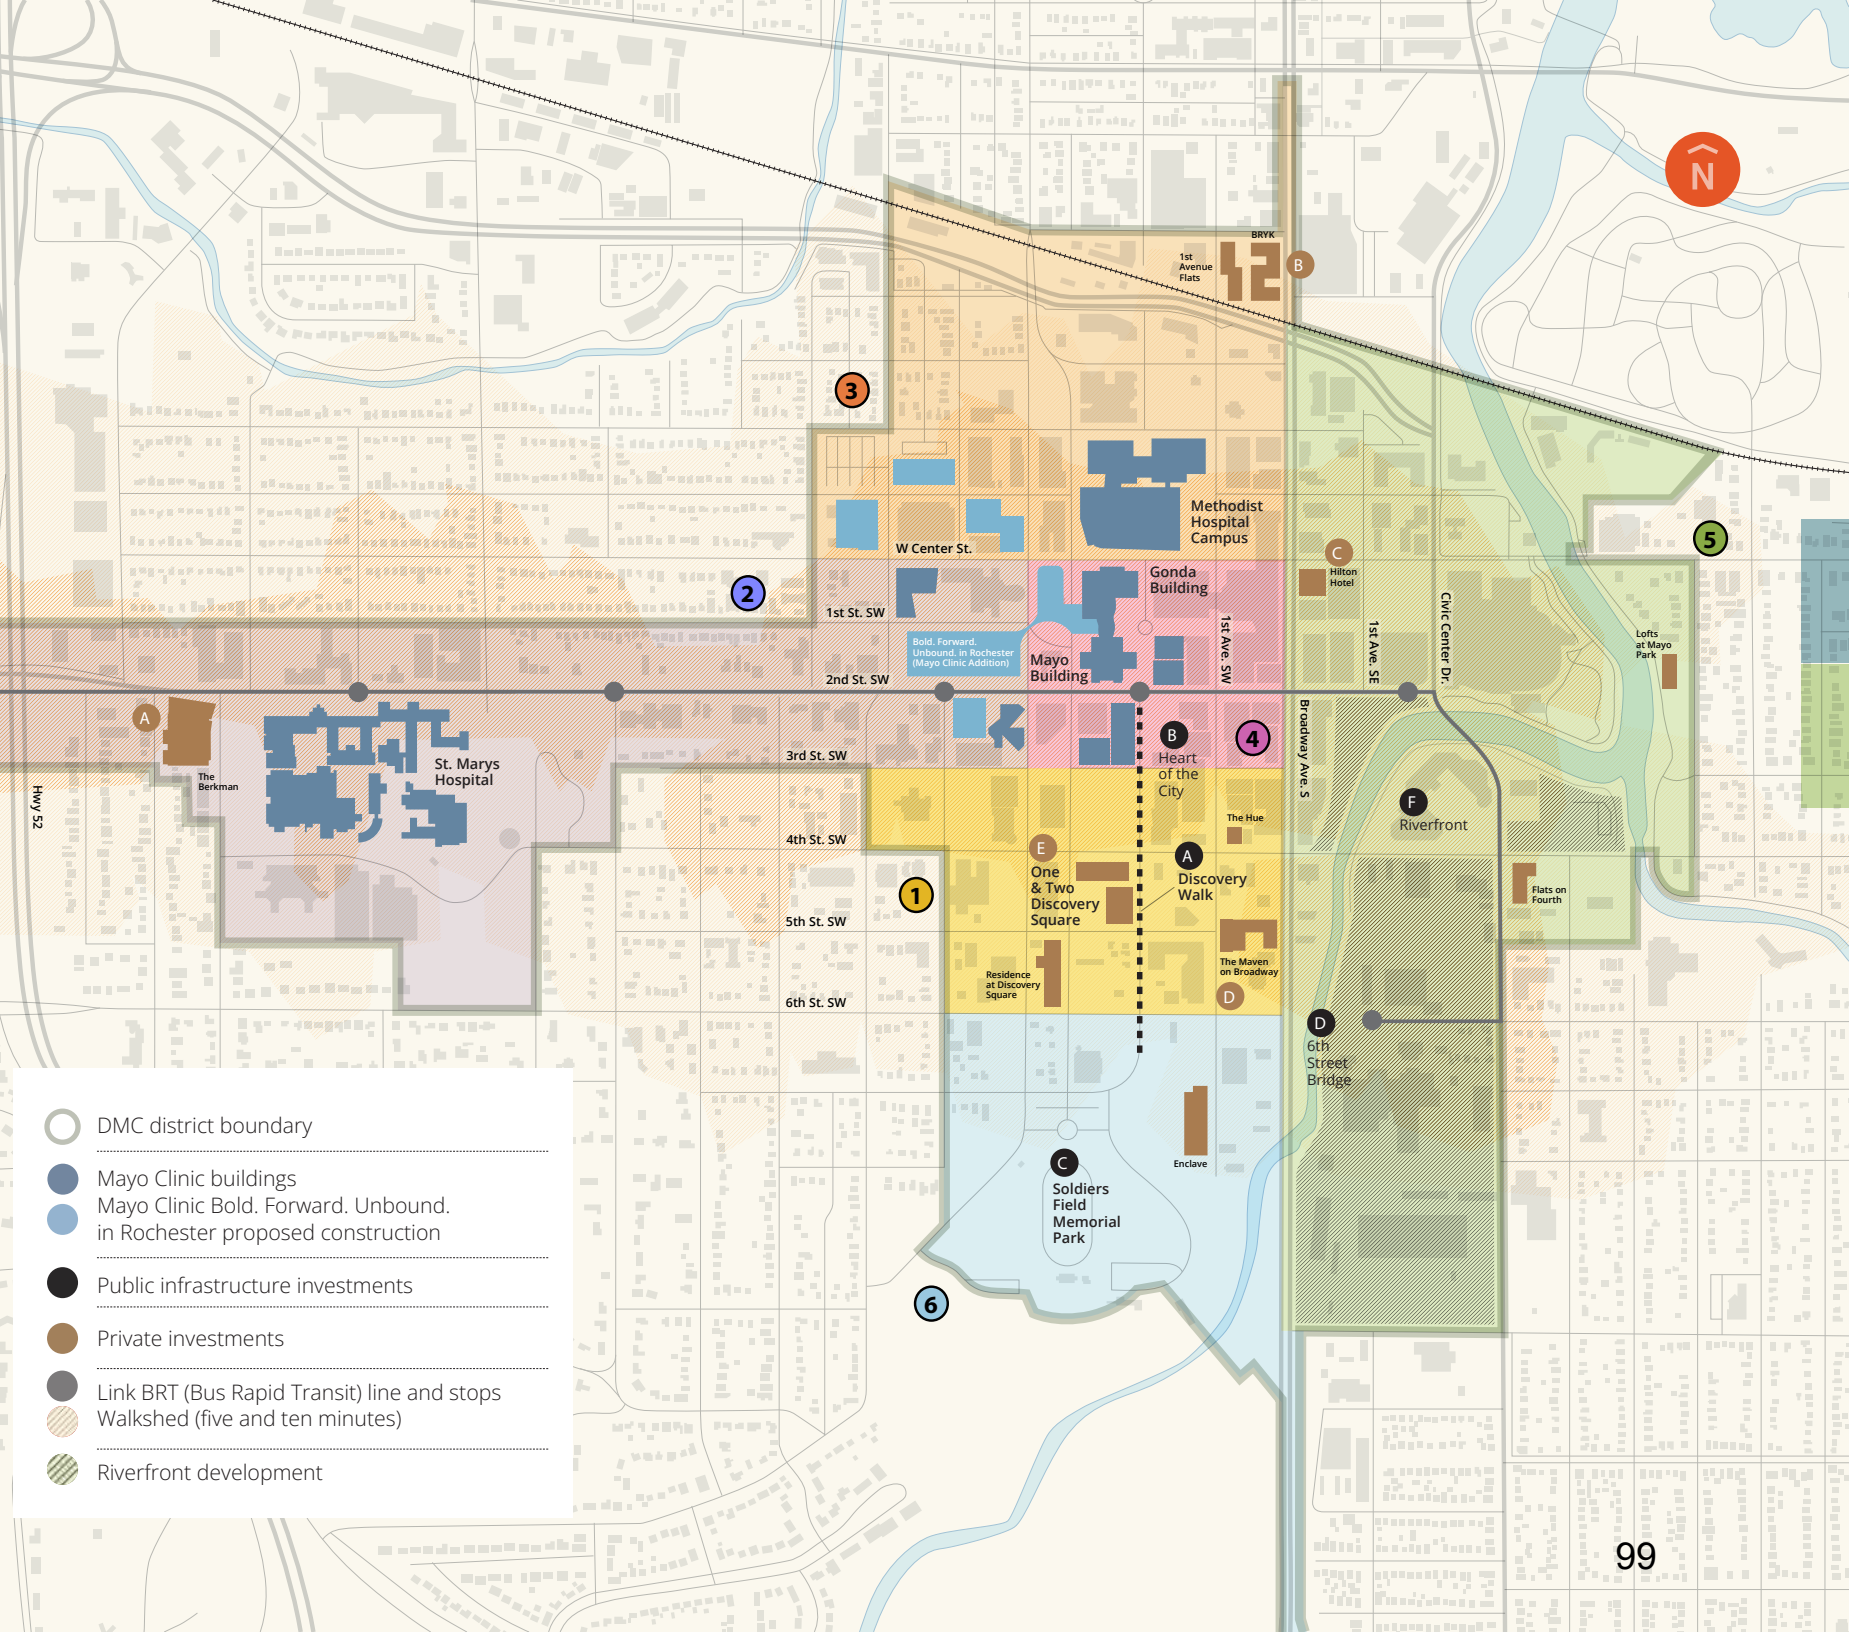 N
BRYK
1st
Avenue
Flats
B
3
Methodist
Hospital
Campus
W Center St.
5
C
Hilton
Hotel
Gonda
Building
2
1st St. SW
Bold. Forward.
Unbound. in Rochester
(Mayo Clinic Addition)
Mayo
Building
1st Ave. SW
1st Ave. SE
Civic Center Dr.
Lofts
at Mayo
Park
2nd St. SW
A
The
Berkman
St. Marys
Hospital
3rd St. SW
B
Heart
of the
City
4
Broadway Ave. S
Hwy 52
F
Riverfront
The Hue
4th St. SW
E
One
& Two
Discovery
Square
A
Discovery
Walk
1
Flats on
Fourth
5th St. SW
Residence
at Discovery
Square
The Maven
on Broadway
D
6th St. SW
D
6th
Street
Bridge
C
Soldiers
Field
Memorial
Park
Enclave
6
DMC district boundary
Mayo Clinic buildings
Mayo Clinic Bold. Forward. Unbound.
in Rochester proposed construction
Public infrastructure investments
Private investments
Link BRT (Bus Rapid Transit) line and stops
Walkshed (five and ten minutes)
Riverfront development
99